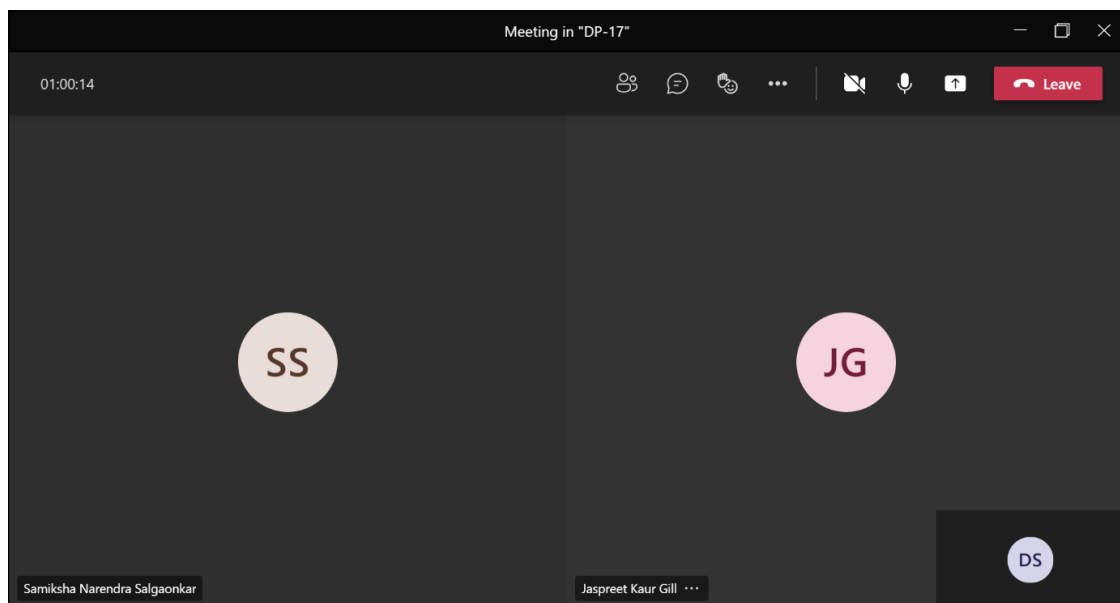 Meeting in "DP-17"
01:00:14
Leave
SS
JG
DS
Samiksha Narendra Salgaonkar
Jaspreet Kaur Gill